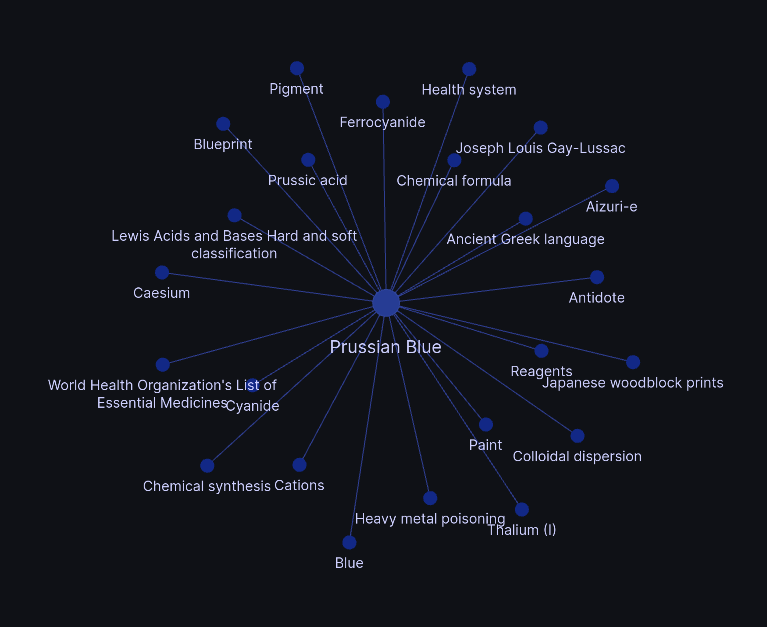 Pigment
Health system
Ferrocyanide
Blueprint
Joseph Louis Gay-Lussac
Prussic acid
Chemical formula
Aizuri-e
Lewis Acids and Bases Hard and soft
classification
Ancient Greek language
Caesium
Antidote
Prussian Blue
Reagents
Japanese woodblock prints
World Health Organization's List of
Essential Medicines
Cyanide
Paint
Colloidal dispersion
Chemical synthesis
Cations
Heavy metal poisoning
Thalium (I)
Blue